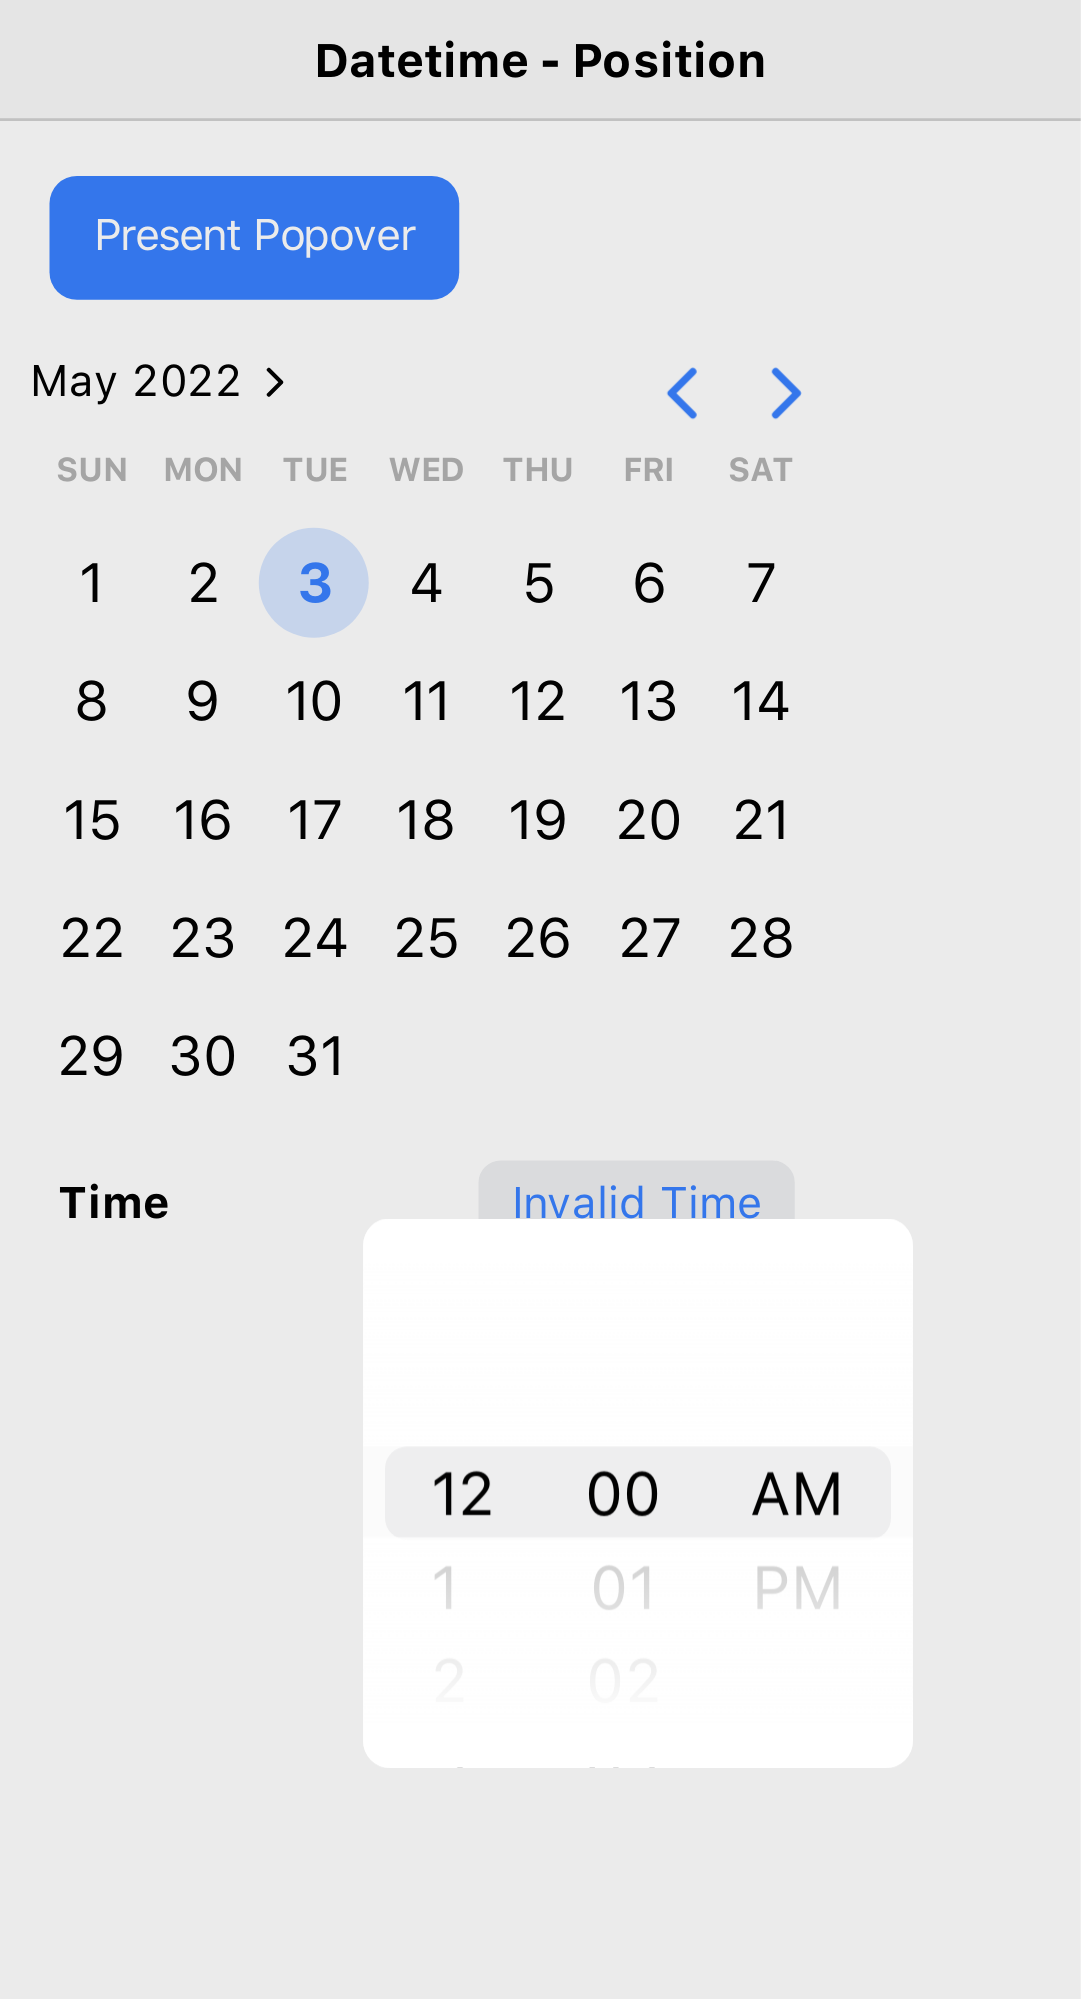 Datetime - Position
Present Popover
May 2022
SUN MON TUE WED THU FRI SAT
1 2 3 4 5 6 7
8 9 10 11 12 13 14
15 16 17 18 19 20 21
22 23 24 25 26 27 28
29 30 31
Time Invalid Time
12 00 AM
1 01 PM
2 02